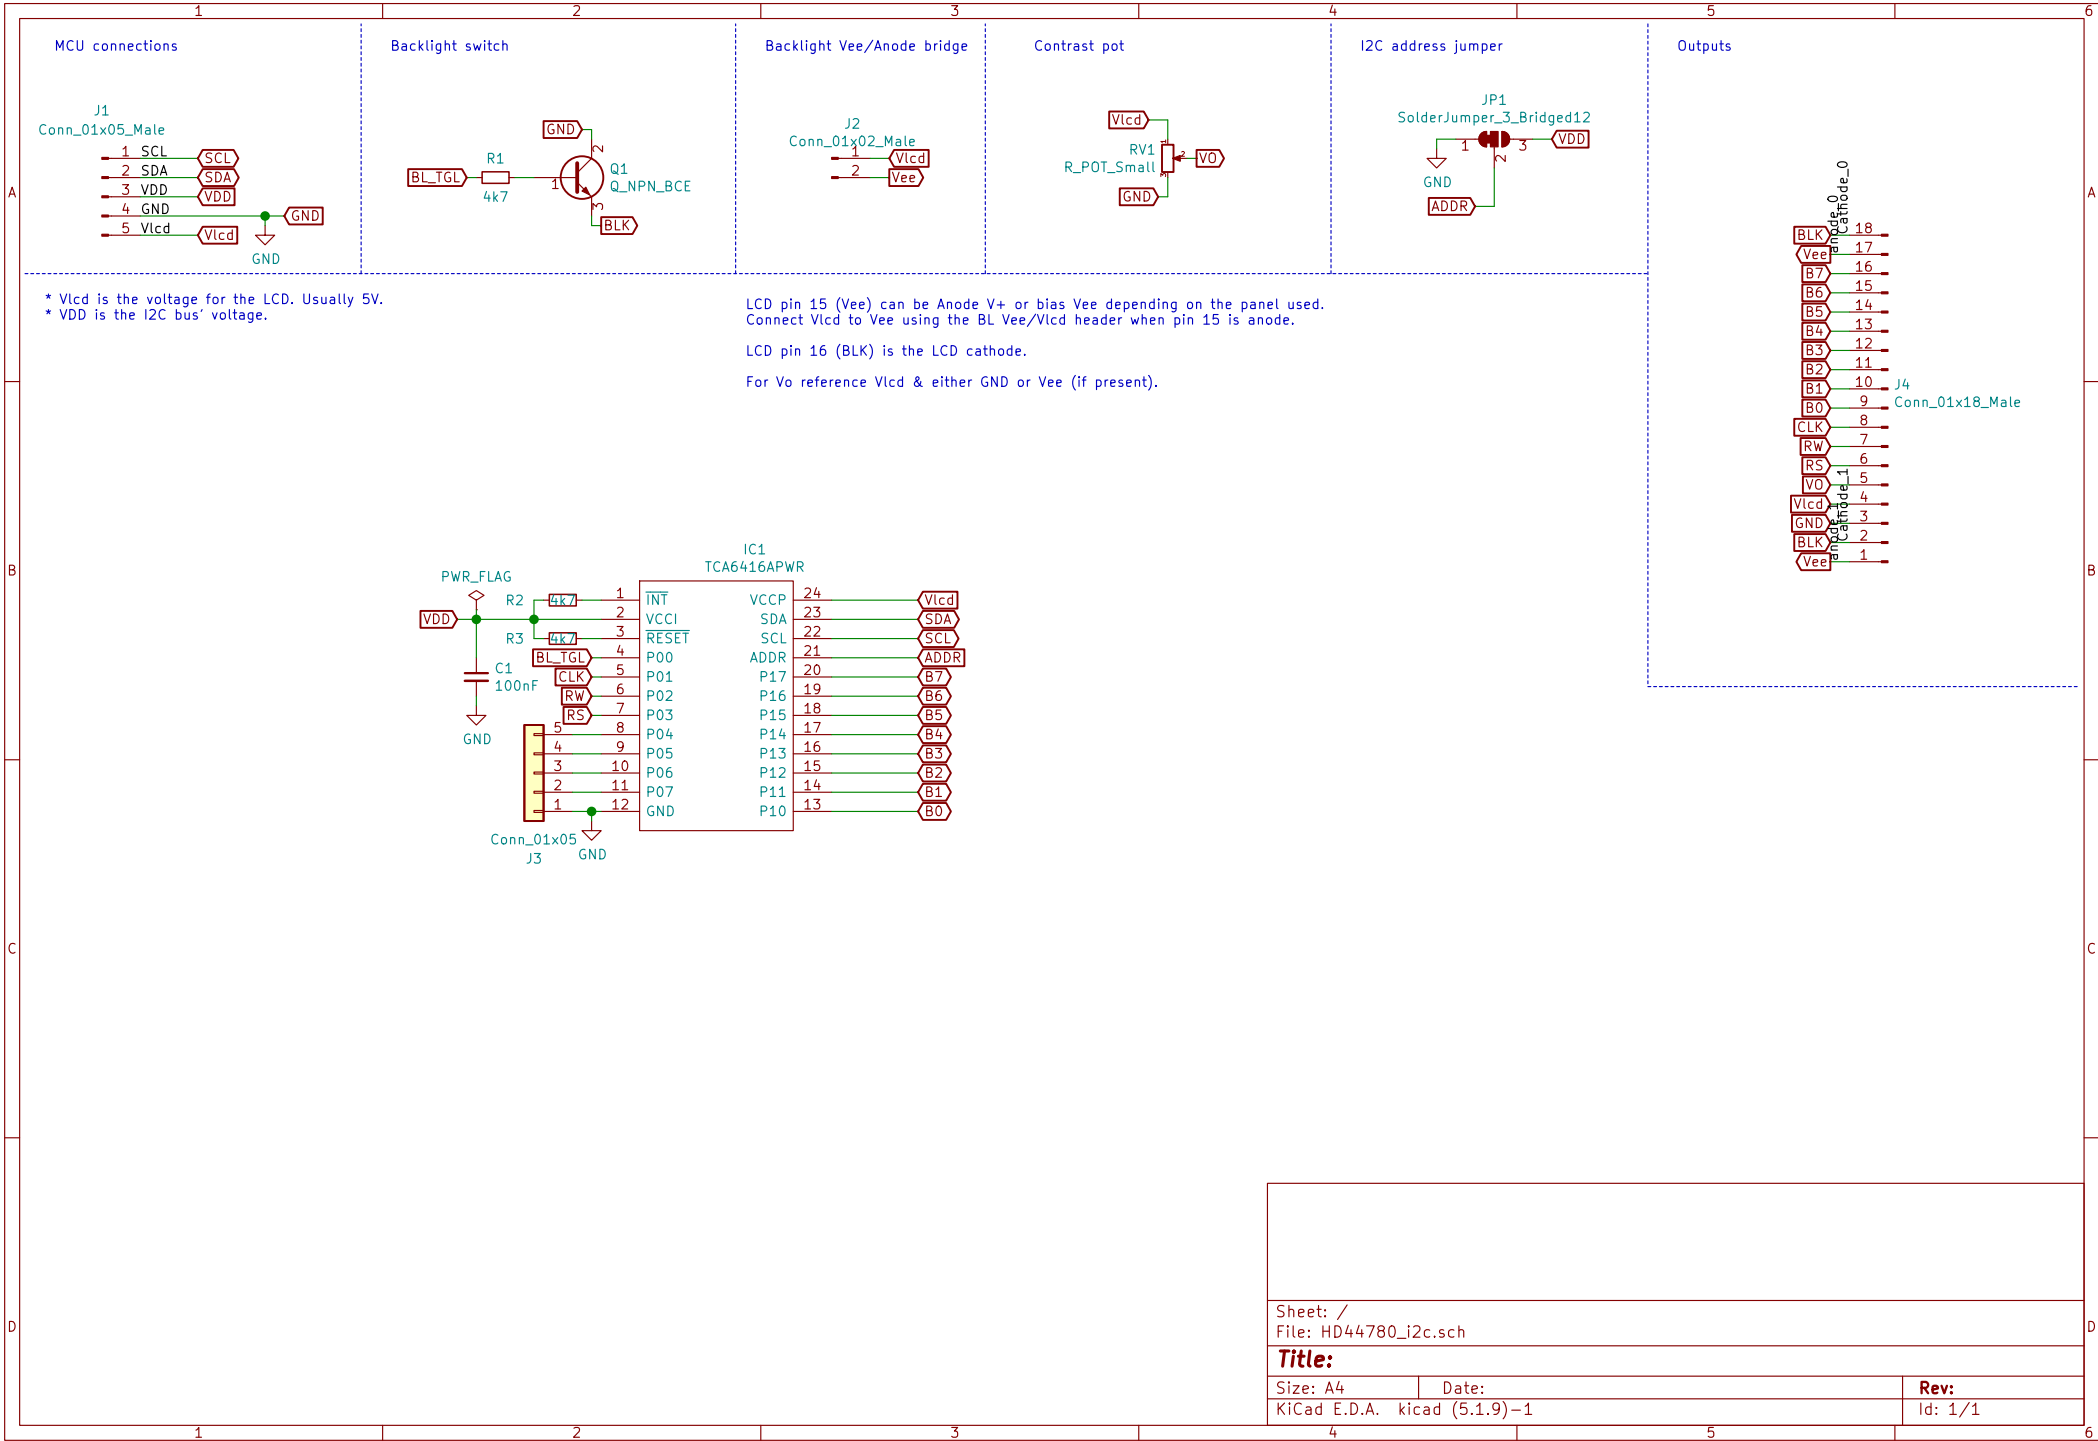 1 2 3 4 5 6
MCU connections
Backlight switch
Backlight Vee/Anode bridge
Contrast pot
I2C address jumper
Outputs
J1
Conn_01x05_Male
1 SCL SCL
2 SDA SDA
3 VDD VDD
4 GND GND
5 Vlcd Vlcd
GND
GND
2
R1
BL_TGL
4k7
1
Q1
Q_NPN_BCE
3
BLK
J2
Conn_01x02_Male
1 Vlcd
2 Vee
Vlcd
1
RV1
R_POT_Small
2
VO
3
GND
JP1
SolderJumper_3_Bridged12
1
2
3
VDD
GND
ADDR
A
A
* Vlcd is the voltage for the LCD. Usually 5V.
* VDD is the I2C bus' voltage.
LCD pin 15 (Vee) can be Anode V+ or bias Vee depending on the panel used.
Connect Vlcd to Vee using the BL Vee/Vlcd header when pin 15 is anode.
LCD pin 16 (BLK) is the LCD cathode.
For Vo reference Vlcd & either GND or Vee (if present).
Cathode_0
anode_0
BLK 18
Vee 17
B7 16
B6 15
B5 14
B4 13
B3 12
B2 11
B1 10
B0 9
CLK 8
RW 7
RS 6
VO 5
Vlcd 4
GND 3
BLK 2
Vee 1
Cathode_1
anode_1
J4
Conn_01x18_Male
B
B
IC1
TCA6416APWR
PWR_FLAG
VDD
R2 4k7
R3 4k7
C1
100nF
GND
1 INT VCCP 24 Vlcd
2 VCCI SDA 23 SDA
3 RESET SCL 22 SCL
BL_TGL 4 P00 ADDR 21 ADDR
CLK 5 P01 P17 20 B7
RW 6 P02 P16 19 B6
RS 7 P03 P15 18 B5
5 8 P04 P14 17 B4
4 9 P05 P13 16 B3
3 10 P06 P12 15 B2
2 11 P07 P11 14 B1
1 12 GND P10 13 B0
Conn_01x05
J3
GND
C
C
D
D
Sheet: /
File: HD44780_i2c.sch
Title:
Size: A4
Date:
Rev:
KiCad E.D.A. kicad (5.1.9)-1
Id: 1/1
1 2 3 4 5 6